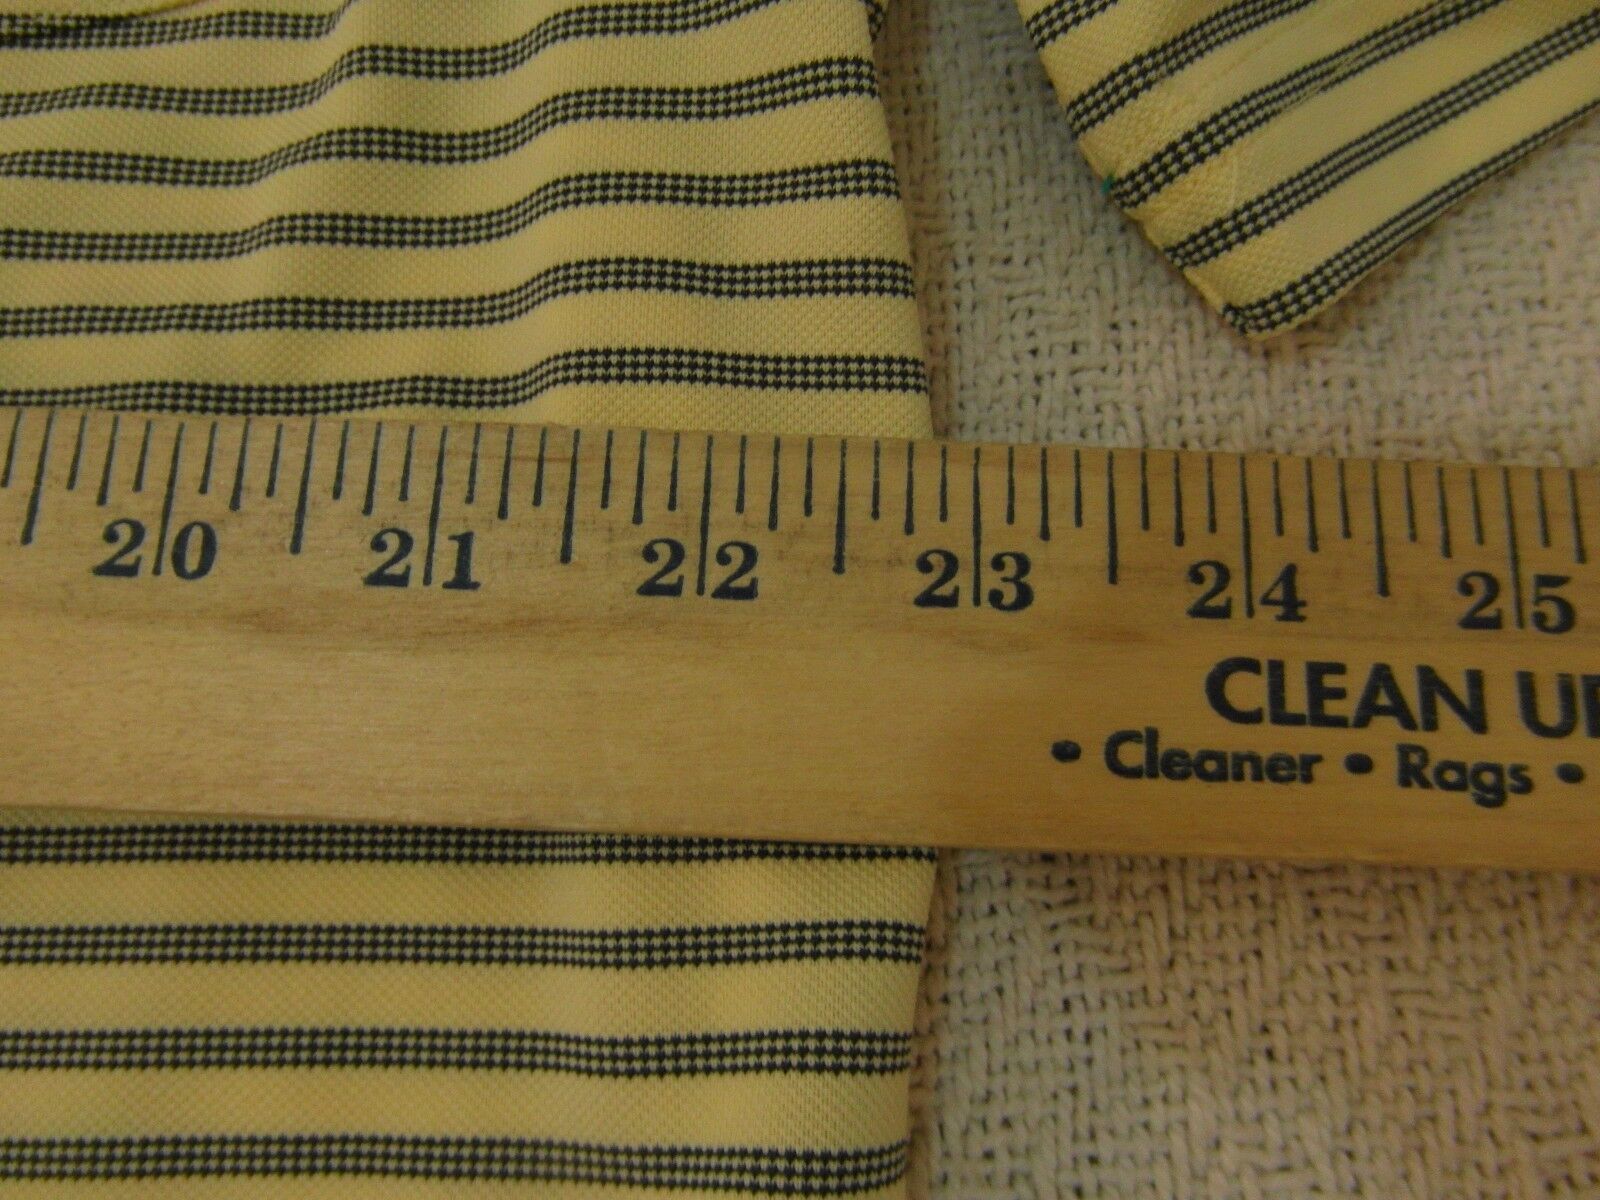 20 21 22 23 24 25
CLEAN
• Cleaner • Rags •